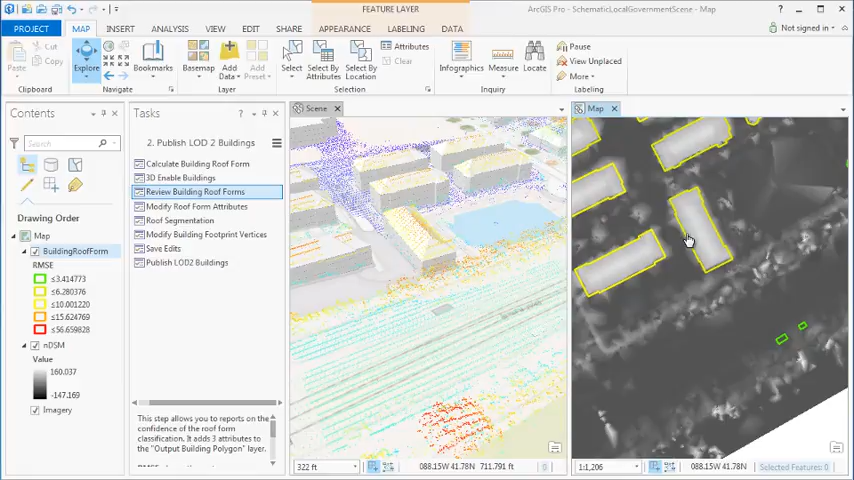 FEATURE LAYER
ArcGIS Pro - SchematicLocalGovernmentScene - Map
PROJECT MAP INSERT ANALYSIS VIEW EDIT SHARE APPEARANCE LABELING DATA
Not signed in
Paste
Cut
Copy
Clipboard
Explore
Bookmarks
Navigate
Basemap
Add Data
Add Preset
Layer
Select
Select By Attributes
Select By Location
Attributes
Clear
Selection
Infographics
Measure
Locate
Inquiry
Pause
View Unplaced
More
Labeling
Contents
Search
Drawing Order
Map
BuildingRoofForm
RMSE
≤3.414773
≤6.280376
≤10.001220
≤15.624769
≤56.659828
nDSM
Value
160.037
-147.169
Imagery
Tasks
2. Publish LOD 2 Buildings
Calculate Building Roof Form
3D Enable Buildings
Review Building Roof Forms
Modify Roof Form Attributes
Roof Segmentation
Modify Building Footprint Vertices
Save Edits
Publish LOD2 Buildings
This step allows you to reports on the
confidence of the roof form
classification. It adds 3 attributes to
the "Output Building Polygon" layer.
Scene
322 ft
088.15W 41.78N 711.791 ft
0
Map
1:1,206
088.15W 41.78N
Selected Features: 0